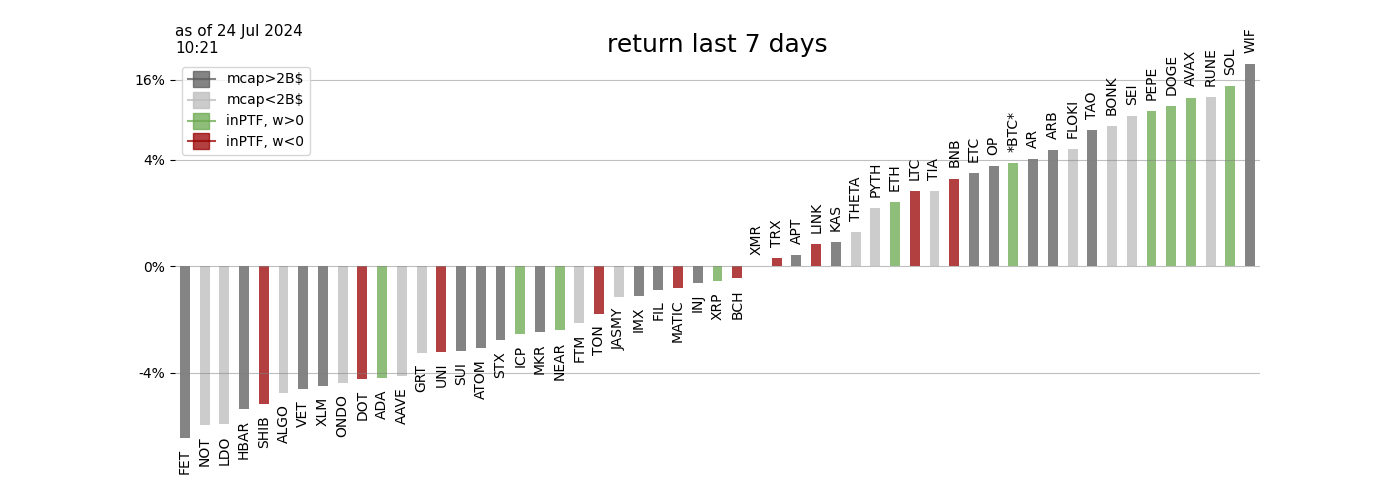 as of 24 Jul 2024
10:21
return last 7 days
mcap>2B$
mcap<2B$
inPTF, w>0
inPTF, w<0
16%
4%
0%
-4%
FET
NOT
LDO
HBAR
SHIB
ALGO
VET
XLM
ONDO
DOT
ADA
AAVE
GRT
UNI
SUI
ATOM
STX
ICP
MKR
NEAR
FTM
TON
JASMY
IMX
FIL
MATIC
INJ
XRP
BCH
XMR
TRX
APT
LINK
KAS
THETA
PYTH
ETH
LTC
TIA
BNB
ETC
OP
*BTC*
AR
ARB
FLOKI
TAO
BONK
SEI
PEPE
DOGE
AVAX
RUNE
SOL
WIF